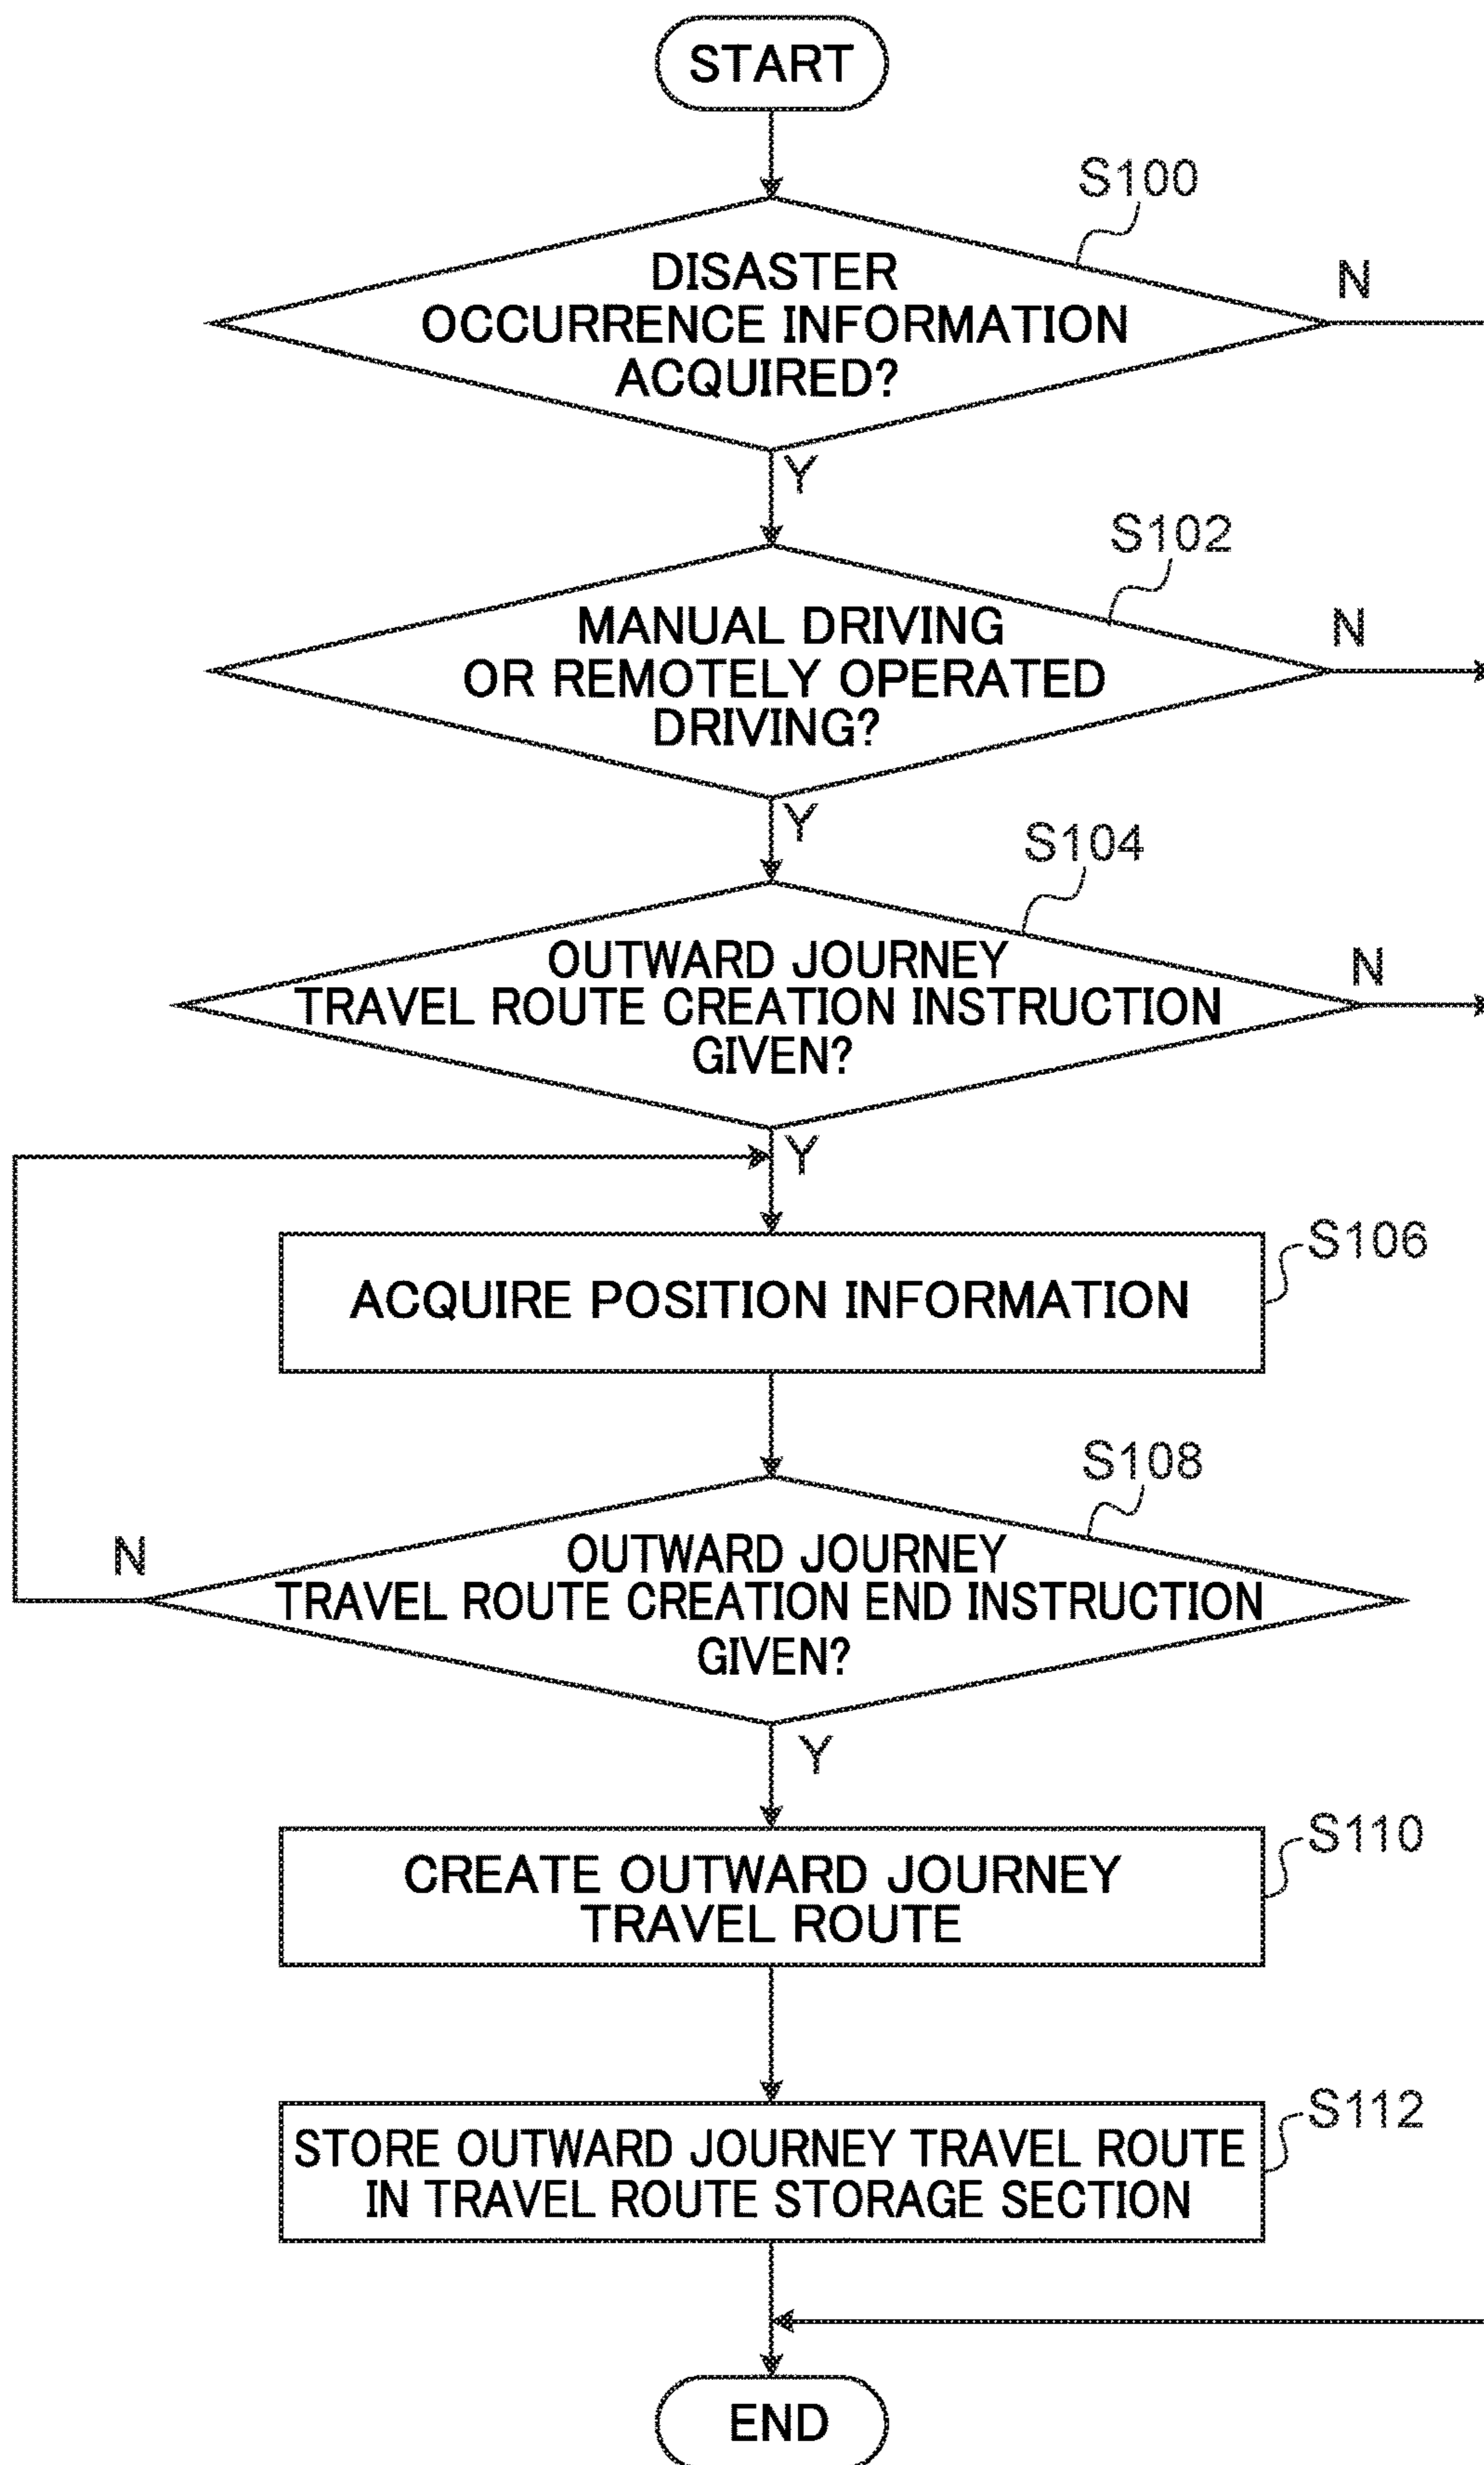 START
S100
DISASTER
OCCURRENCE INFORMATION
ACQUIRED?
N
Y
S102
MANUAL DRIVING
OR REMOTELY OPERATED
DRIVING?
N
Y
S104
OUTWARD JOURNEY
TRAVEL ROUTE CREATION INSTRUCTION
GIVEN?
N
Y
S106
ACQUIRE POSITION INFORMATION
S108
OUTWARD JOURNEY
TRAVEL ROUTE CREATION END INSTRUCTION
GIVEN?
N
Y
S110
CREATE OUTWARD JOURNEY
TRAVEL ROUTE
S112
STORE OUTWARD JOURNEY TRAVEL ROUTE
IN TRAVEL ROUTE STORAGE SECTION
END